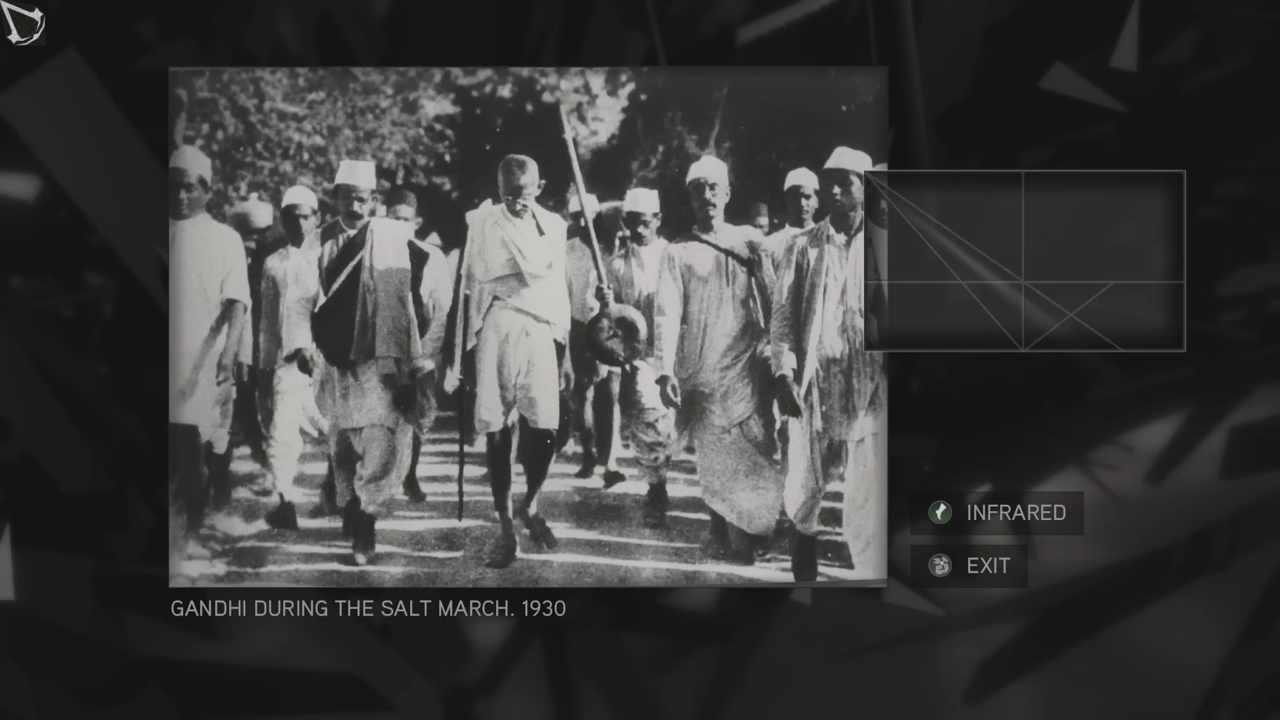 INFRARED
EXIT
GANDHI DURING THE SALT MARCH. 1930